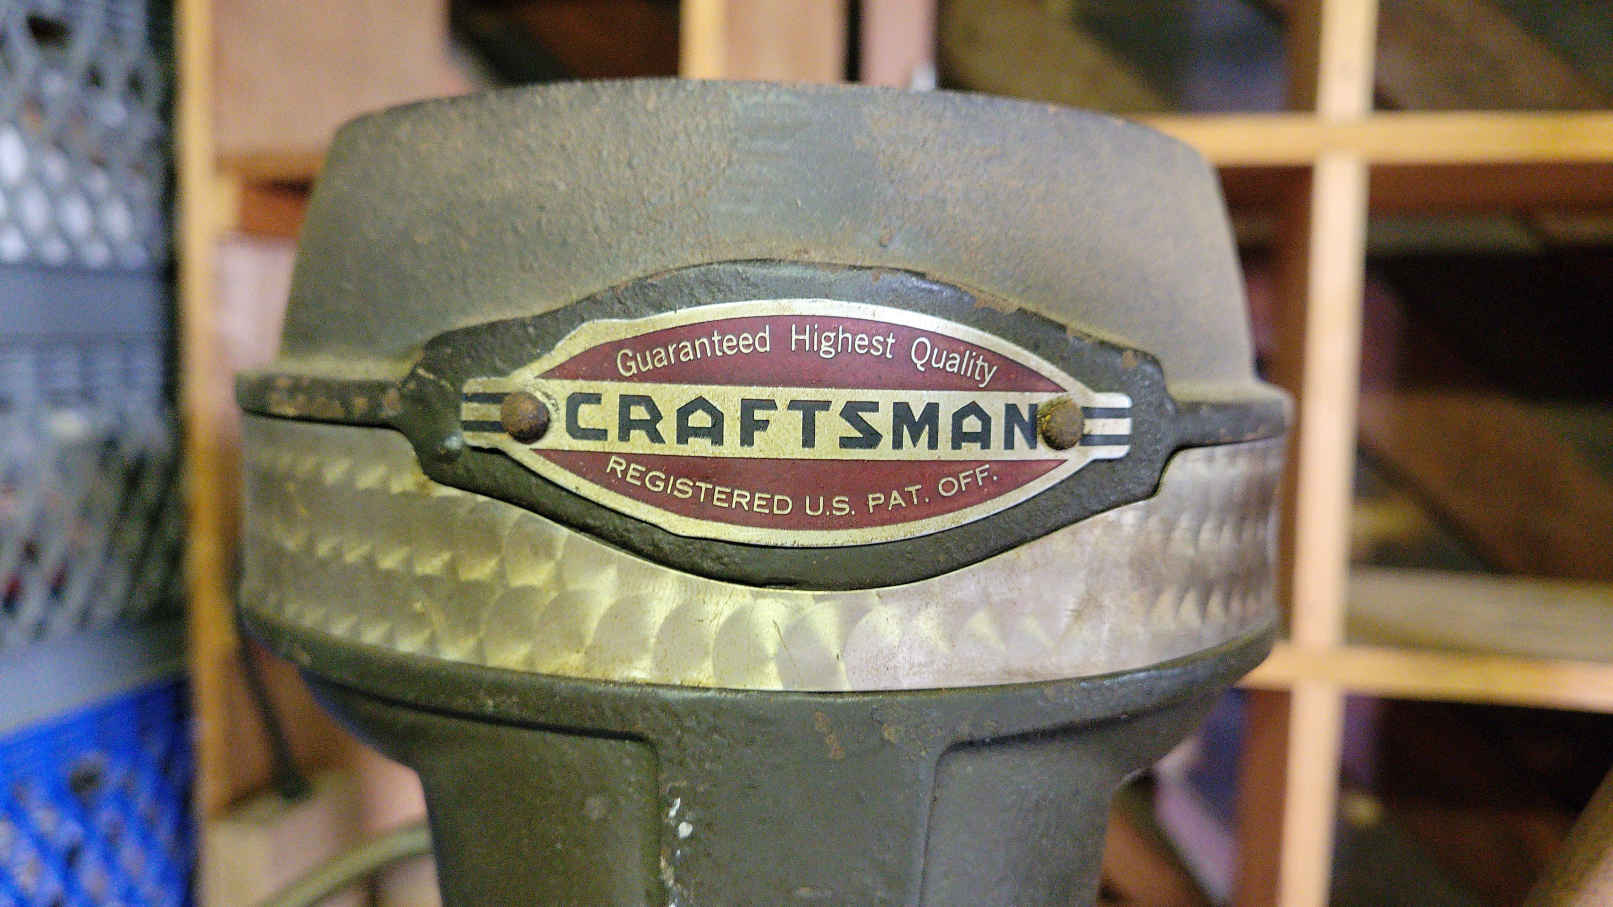 Guaranteed Highest Quality
CRAFTSMAN
REGISTERED U.S. PAT. OFF.